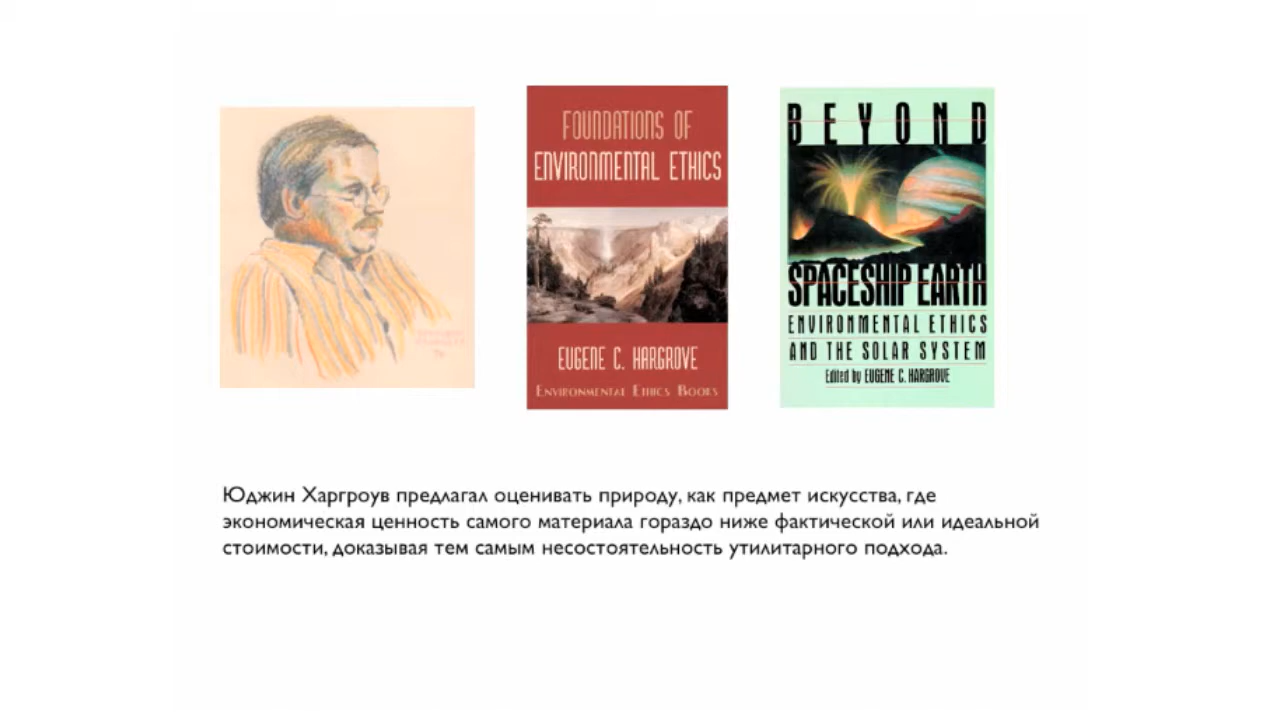 FOUNDATIONS OF
ENVIRONMENTAL ETHICS
EUGENE C. HARGROVE
ENVIRONMENTAL ETHICS BOOKS
BEYOND
SPACESHIP EARTH
ENVIRONMENTAL ETHICS
AND THE SOLAR SYSTEM
Edited by EUGENE C. HARGROVE
Юджин Харгроув предлагал оценивать природу, как предмет искусства, где
экономическая ценность самого материала гораздо ниже фактической или идеальной
стоимости, доказывая тем самым несостоятельность утилитарного подхода.